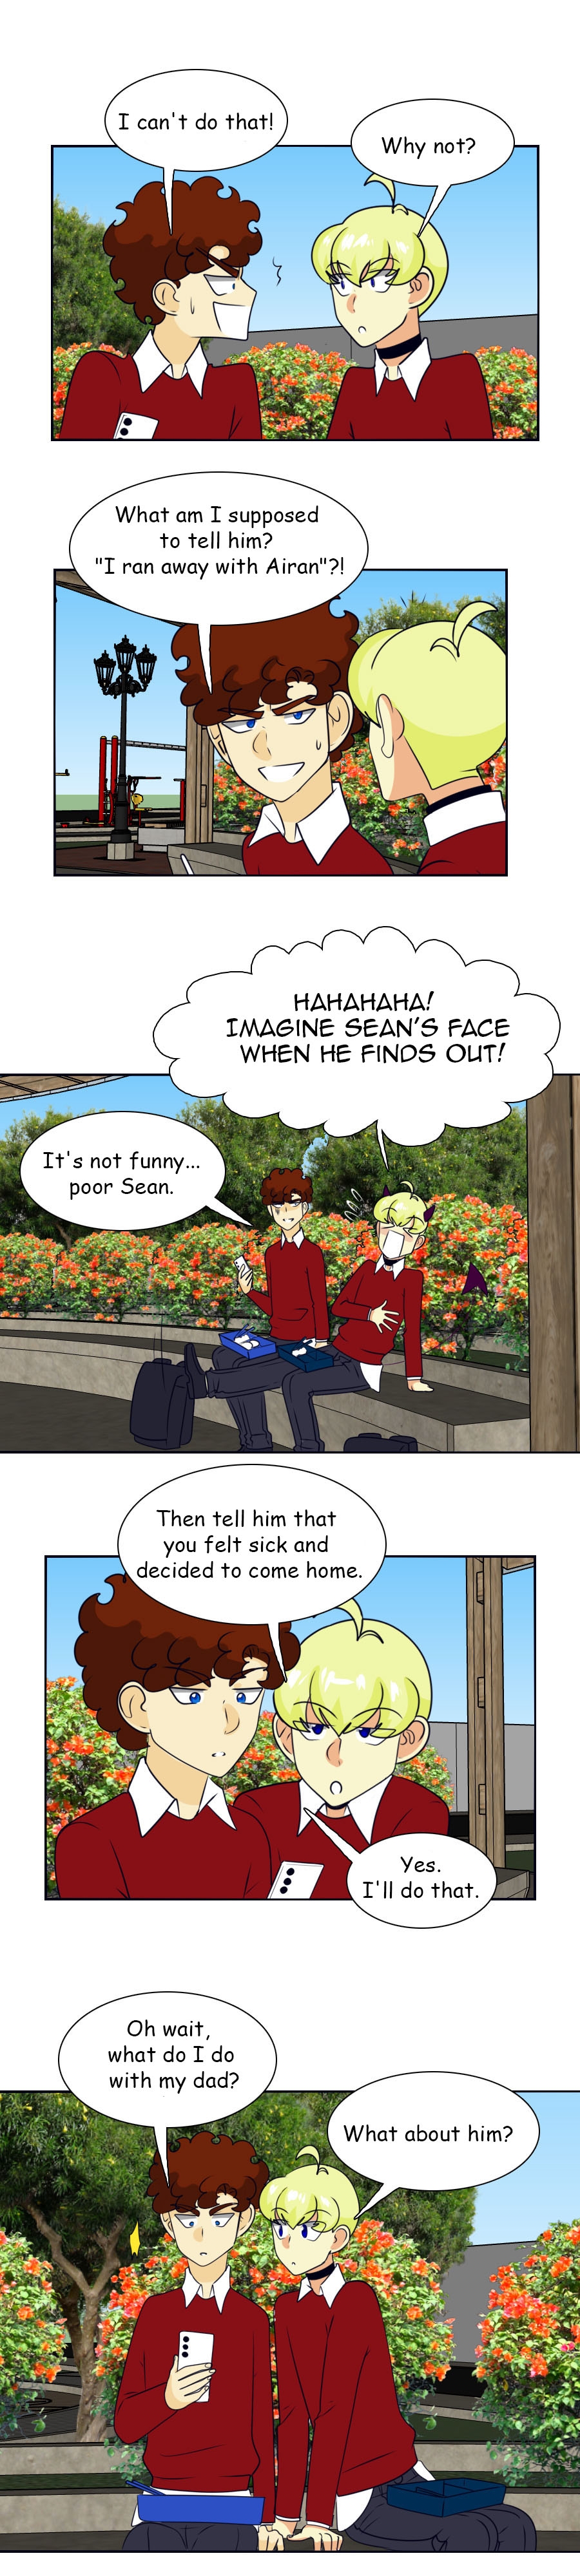 I can't do that!
Why not?
What am I supposed
to tell him?
"I ran away with Airan"?!
HAHAHAHA!
IMAGINE SEAN'S FACE
WHEN HE FINDS OUT!
It's not funny...
poor Sean.
Then tell him that
you felt sick and
decided to come home.
Yes.
I'll do that.
Oh wait,
what do I do
with my dad?
What about him?